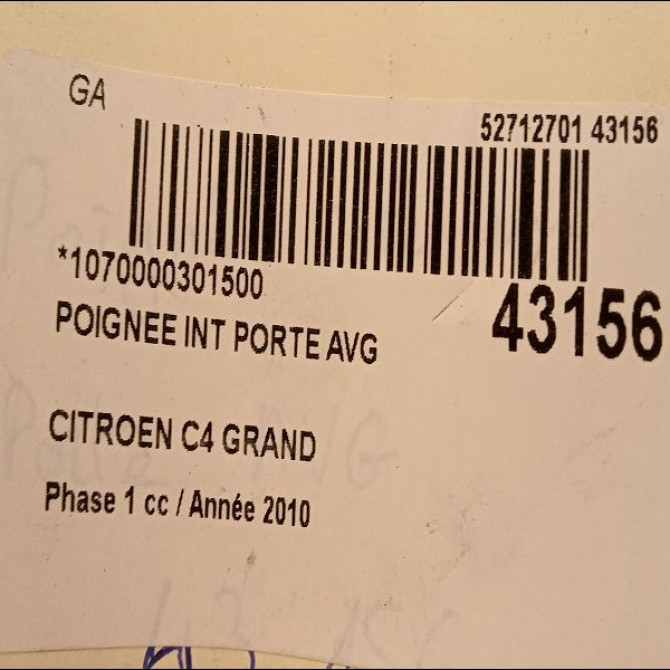 GA
52712701 43156
*1070000301500
43156
POIGNEE INT PORTE AVG
CITROEN C4 GRAND
Phase 1 cc / Année 2010